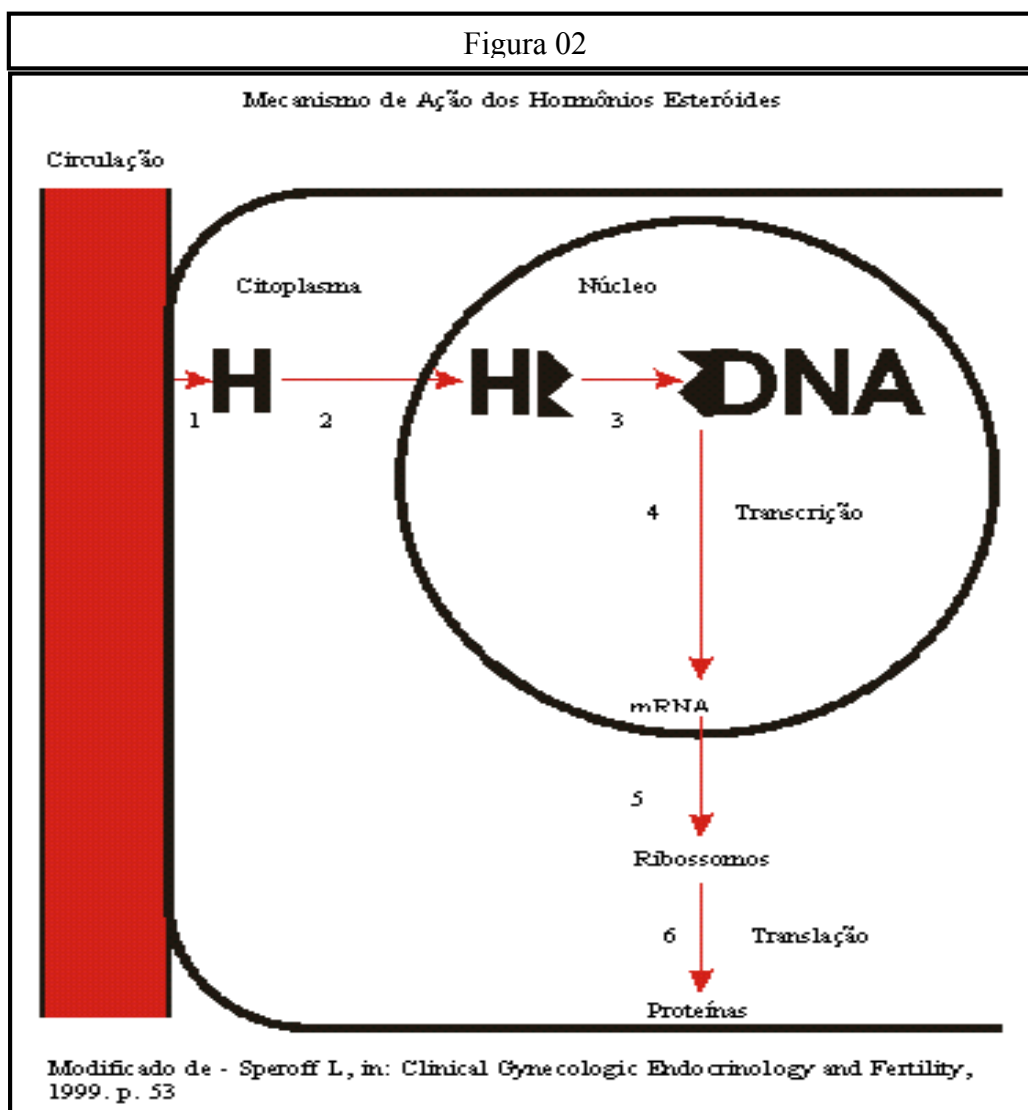 Figura 02
Mecanismo de Ação dos Hormônios Esteróides
Circulação
Citoplasma
Núcleo
H
H
DNA
1
2
3
4
Transcrição
mRNA
5
Ribossomos
6
Translação
Proteínas
Modificado de - Speroff L, in: Clinical Gynecologic Endocrinology and Fertility,
1999. p. 53